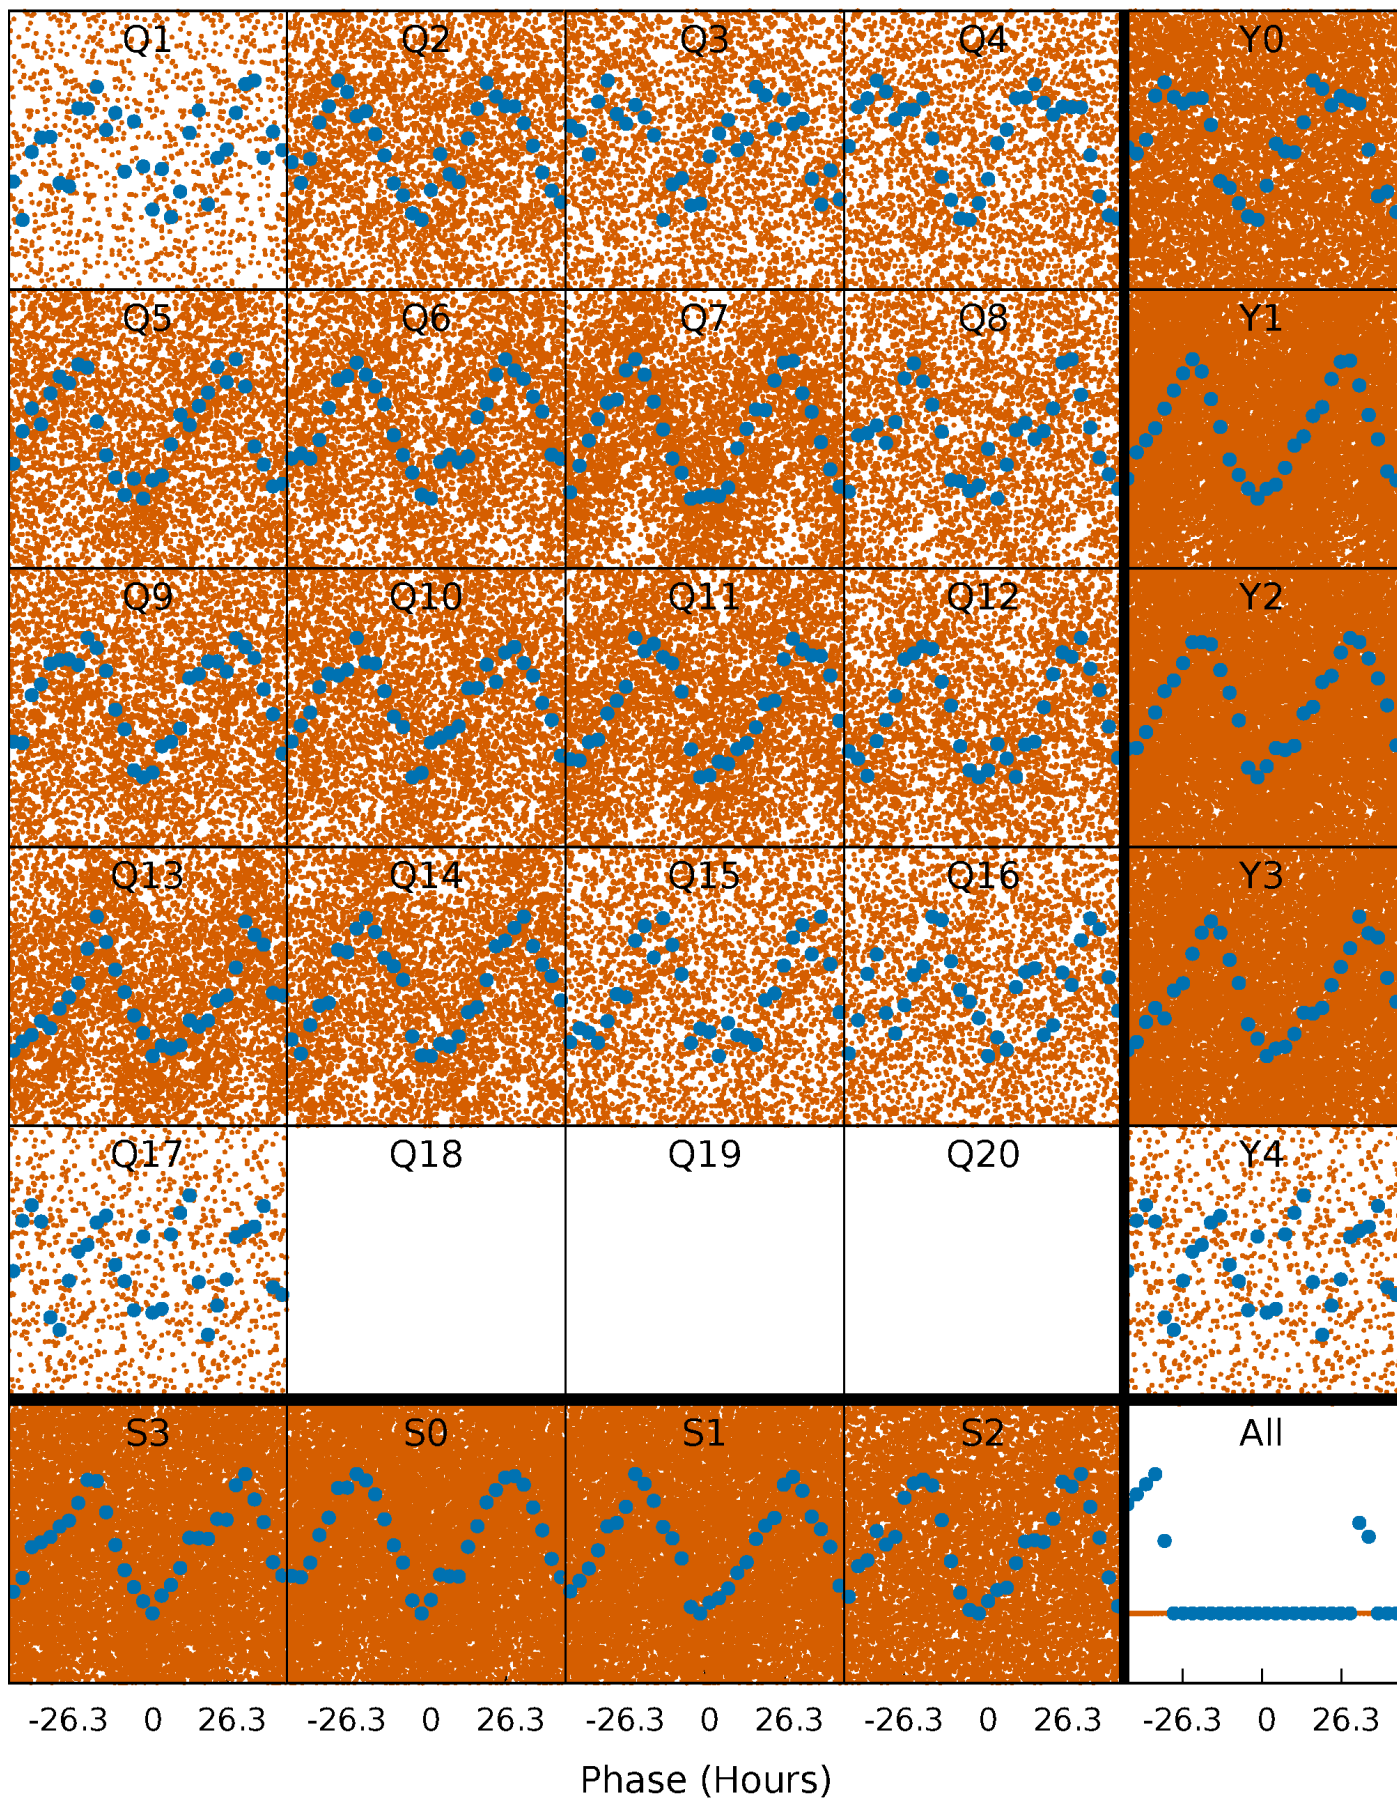 Q1 Q2 Q3 Q4 Y0
Q5 Q6 Q7 Q8 Y1
Q9 Q10 Q11 Q12 Y2
Q13 Q14 Q15 Q16 Y3
Q17 Q18 Q19 Q20 Y4
S3 S0 S1 S2 All
-26.3 0 26.3 -26.3 0 26.3 -26.3 0 26.3 -26.3 0 26.3 -26.3 0 26.3
Phase (Hours)